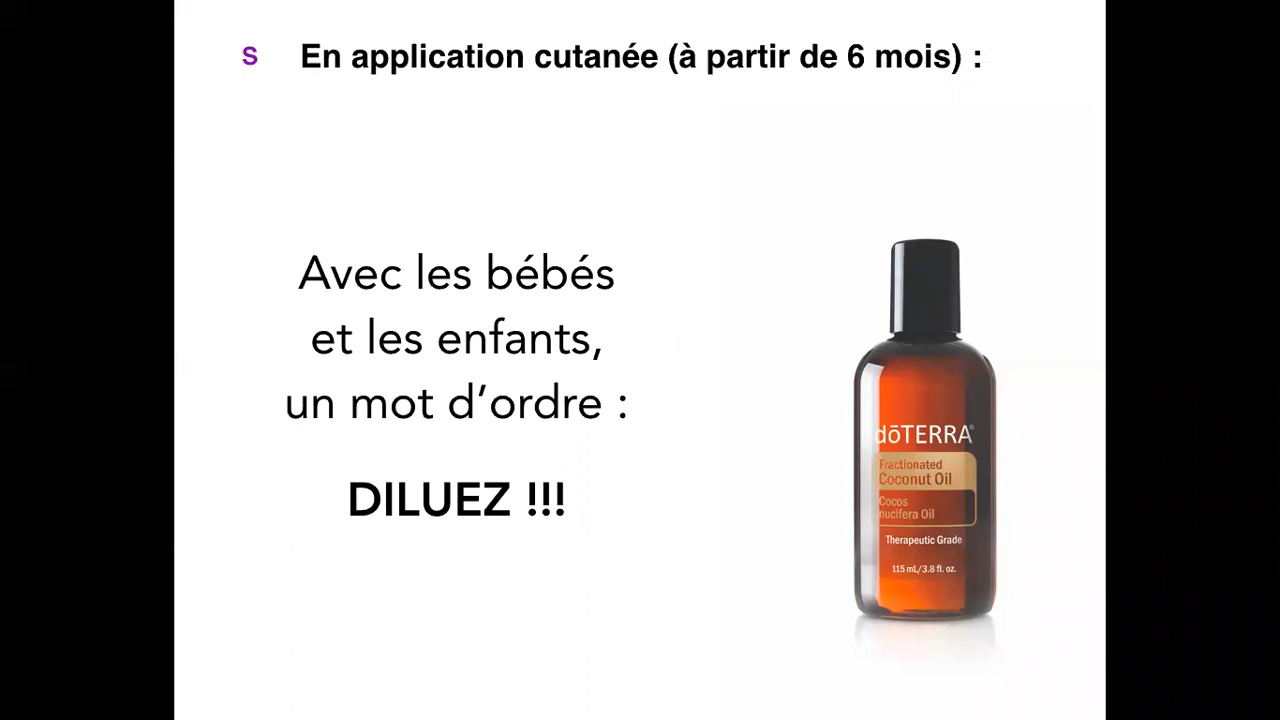 S En application cutanée (à partir de 6 mois) :
Avec les bébés
et les enfants,
un mot d’ordre :
DILUEZ !!!
dōTERRA®
Fractionated
Coconut Oil
Cocos
nucifera Oil
Therapeutic Grade
115 mL/3.8 fl. oz.